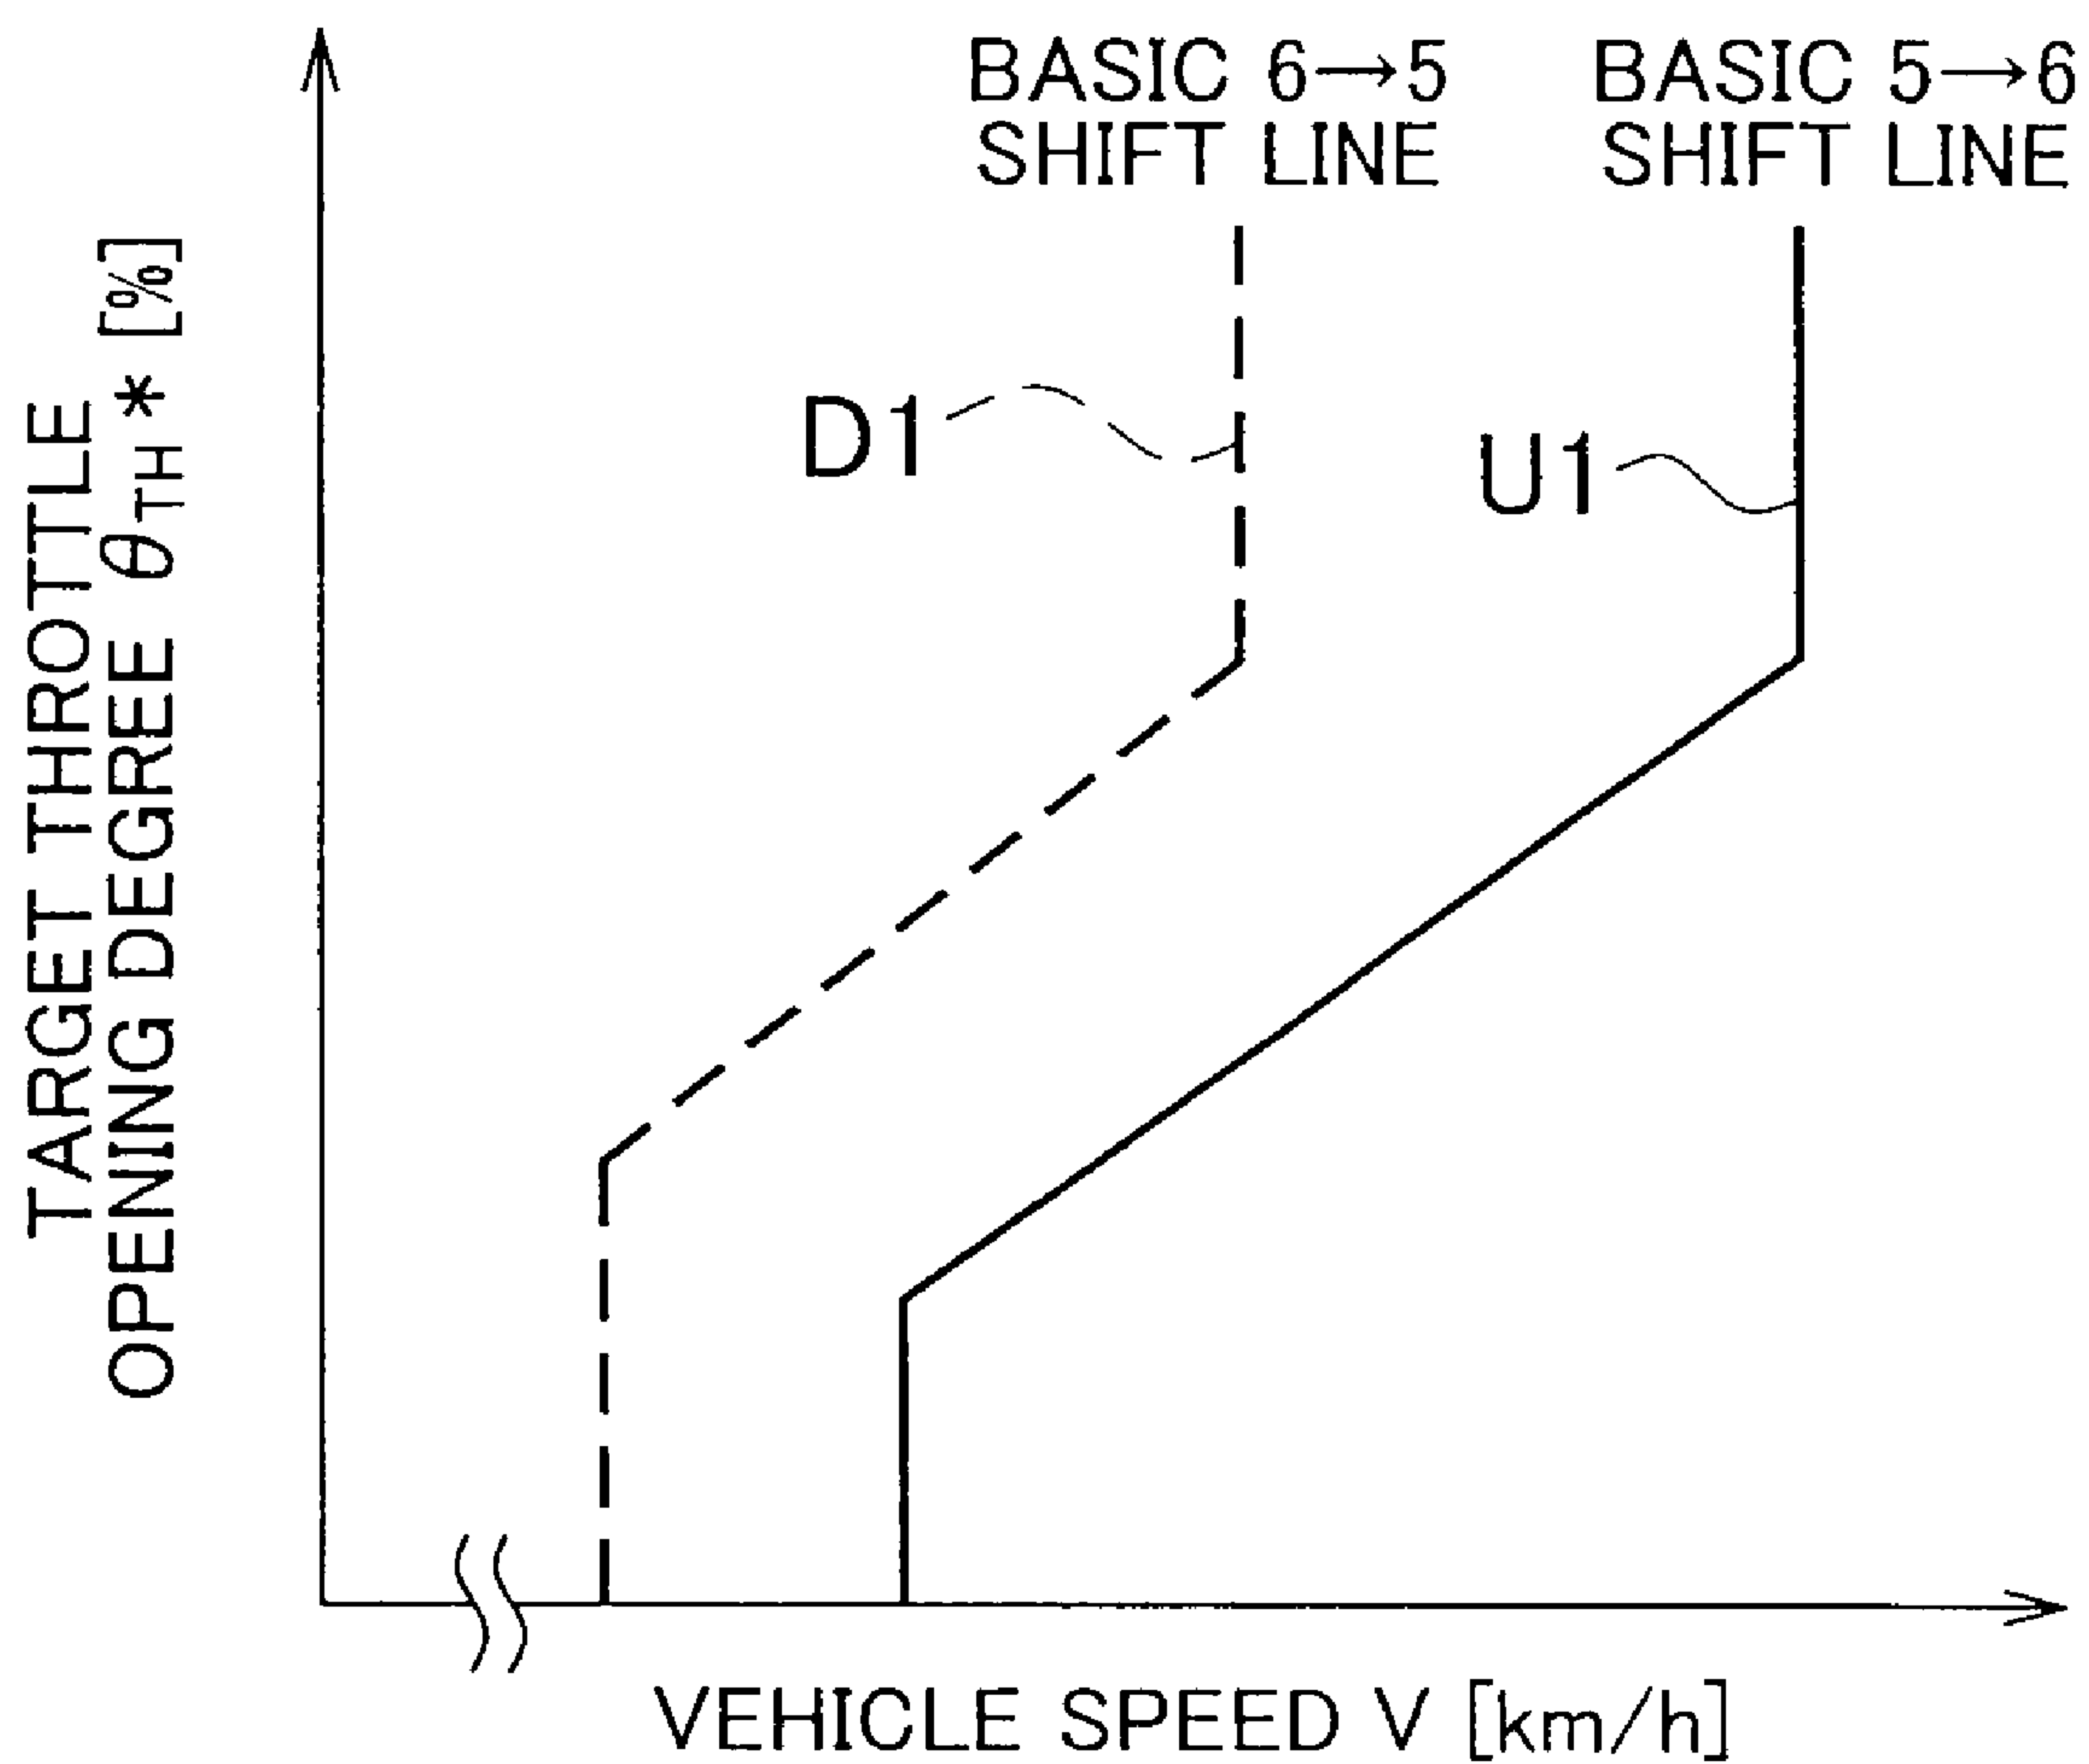 BASIC 6→5
SHIFT LINE
BASIC 5→6
SHIFT LINE
TARGET THROTTLE
OPENING DEGREE θTH* [%]
D1
U1
VEHICLE SPEED V [km/h]